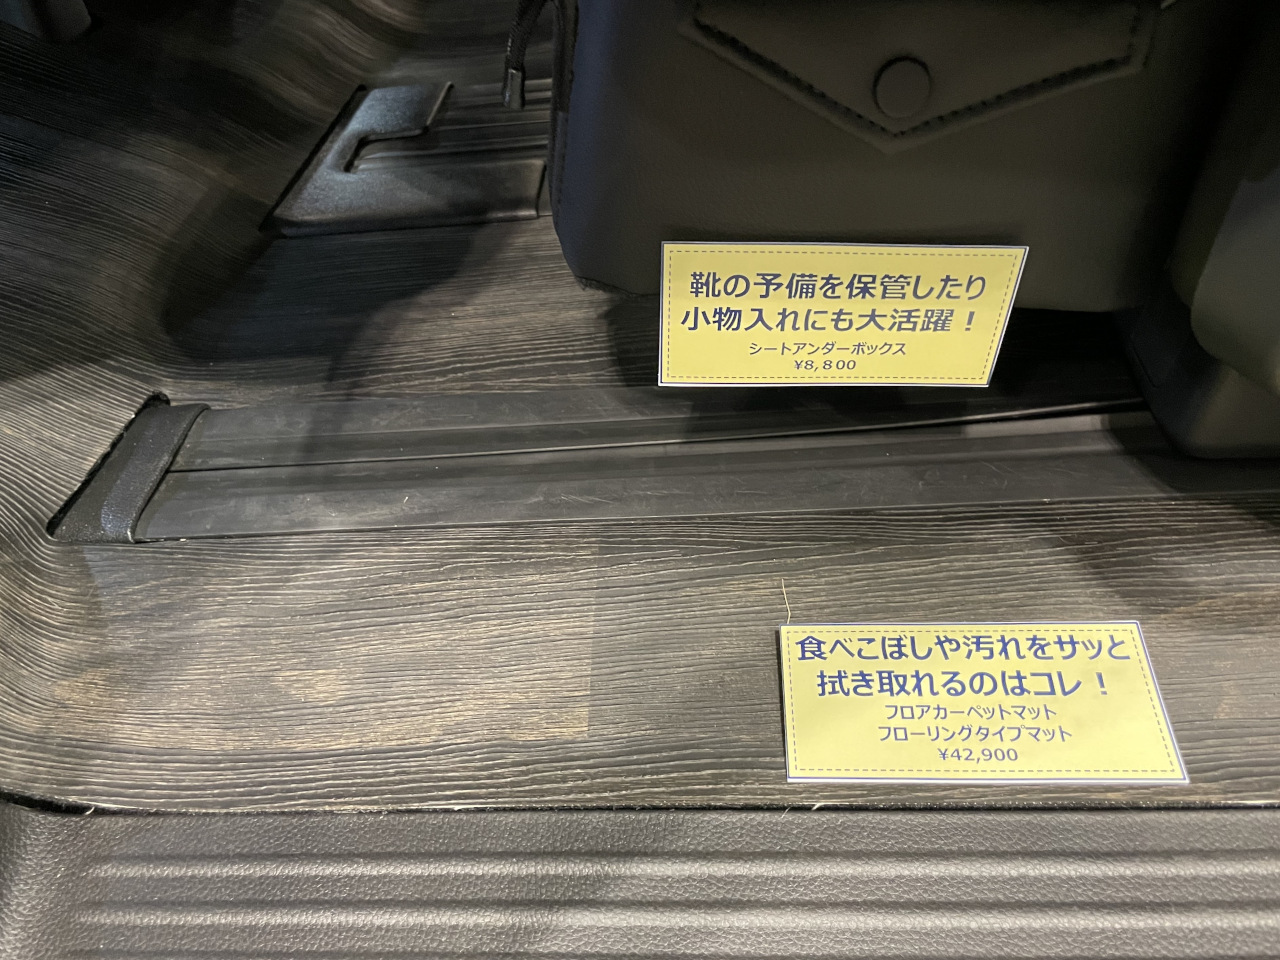 靴の予備を保管したり
小物入れにも大活躍！
シートアンダーボックス
¥8,800
食べこぼしや汚れをサッと
拭き取れるのはコレ！
フロアカーペットマット
フローリングタイプマット
¥42,900